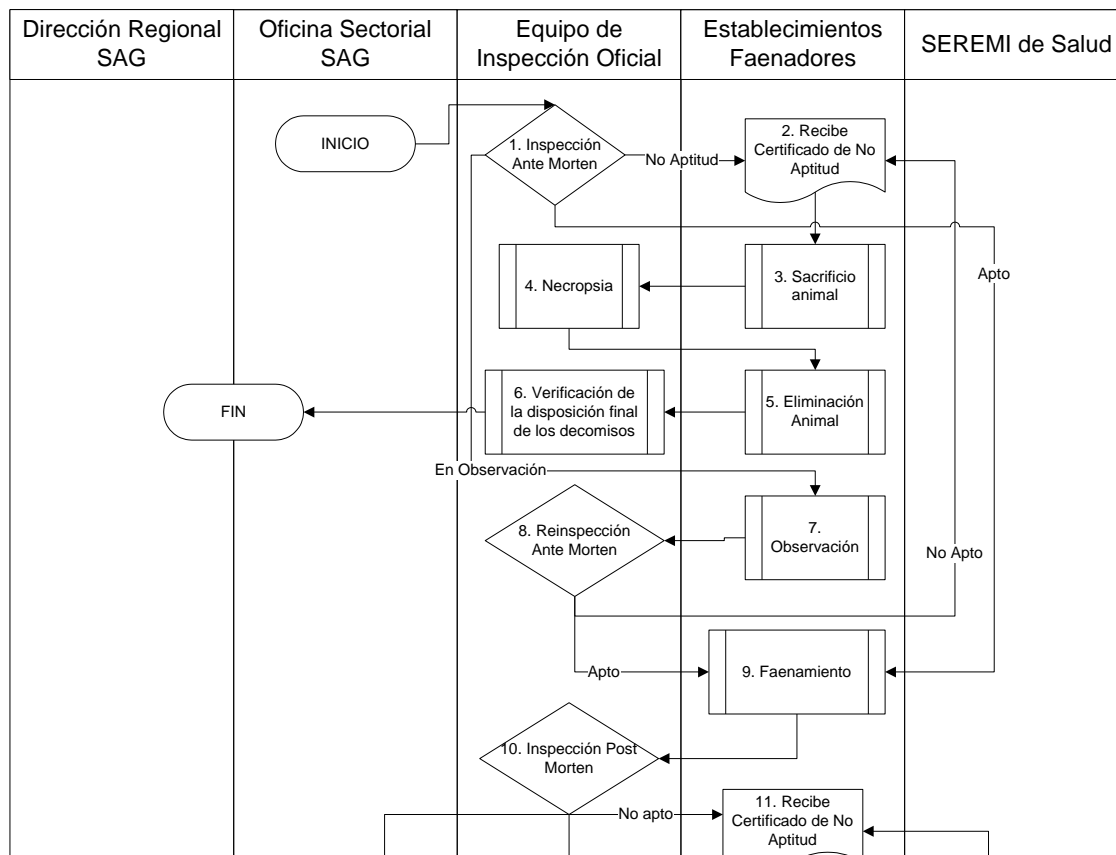 Dirección Regional
SAG
Oficina Sectorial
SAG
Equipo de
Inspección Oficial
Establecimientos
Faenadores
SEREMI de Salud
INICIO
1. Inspección
Ante Morten
No Aptitud
2. Recibe
Certificado de No
Aptitud
4. Necropsia
3. Sacrificio
animal
Apto
FIN
6. Verificación de
la disposición final
de los decomisos
5. Eliminación
Animal
En Observación
8. Reinspección
Ante Morten
7.
Observación
No Apto
Apto
9. Faenamiento
10. Inspección Post
Morten
No apto
11. Recibe
Certificado de No
Aptitud